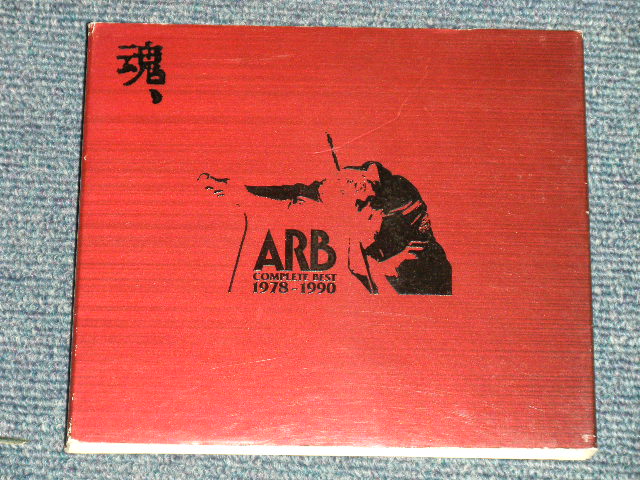 魂、
ARB
COMPLETE BEST
1978-1990